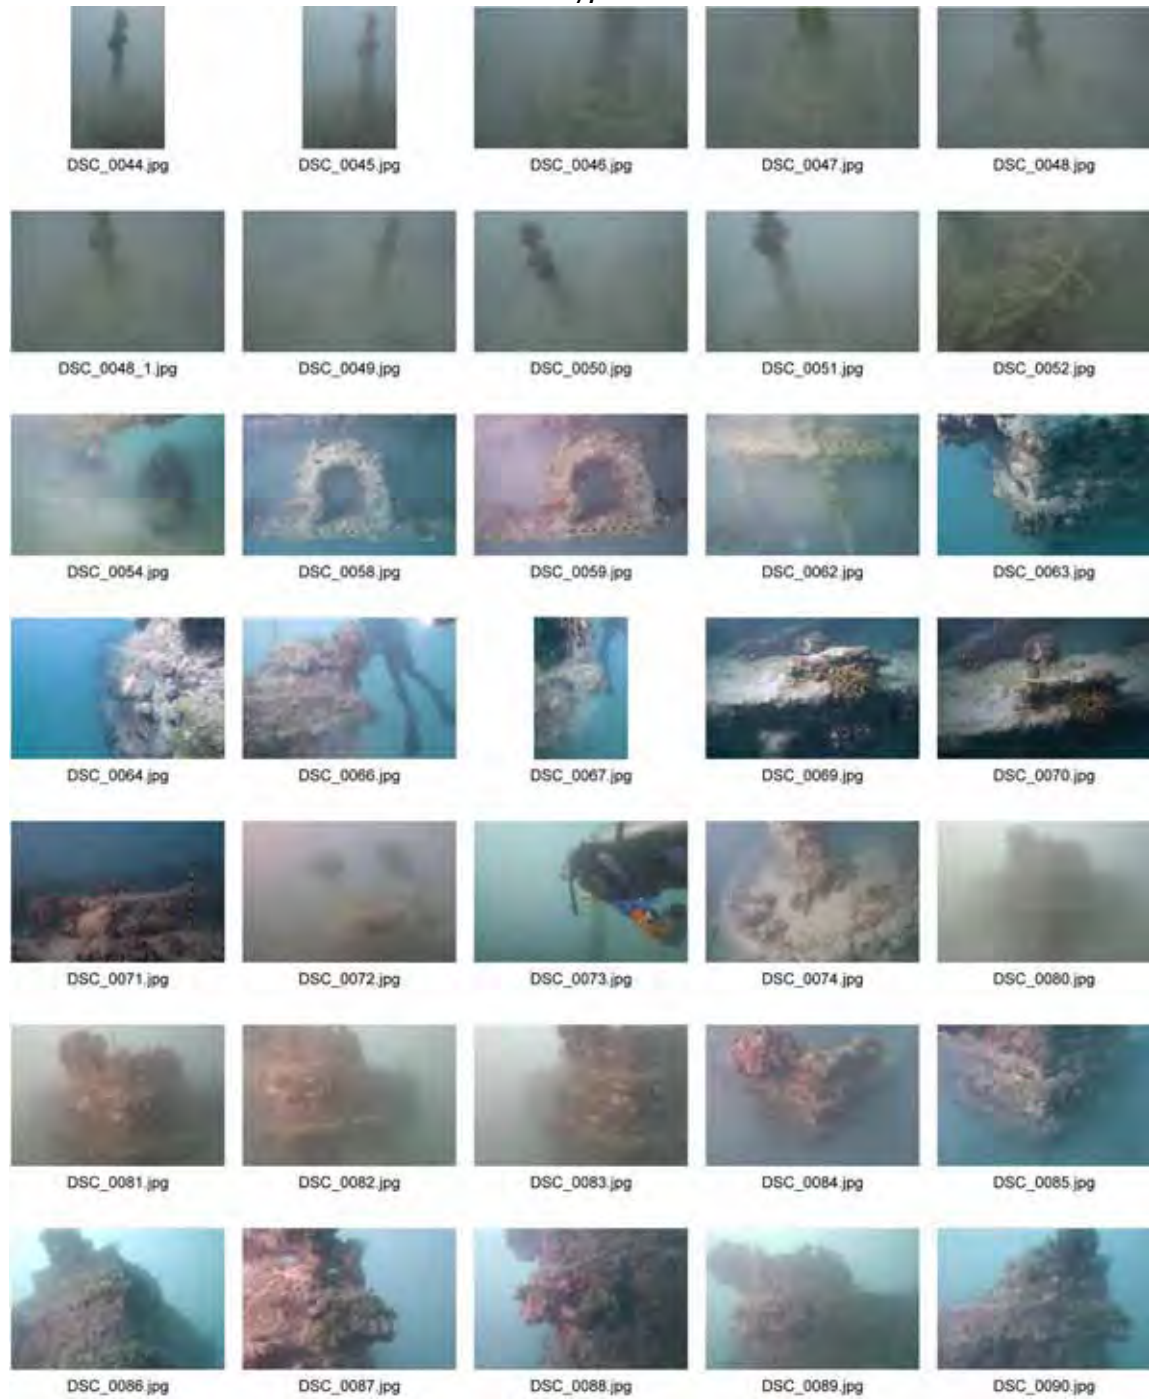 DSC_0044.jpg DSC_0045.jpg DSC_0046.jpg DSC_0047.jpg DSC_0048.jpg
DSC_0048_1.jpg DSC_0049.jpg DSC_0050.jpg DSC_0051.jpg DSC_0052.jpg
DSC_0054.jpg DSC_0058.jpg DSC_0059.jpg DSC_0062.jpg DSC_0063.jpg
DSC_0064.jpg DSC_0066.jpg DSC_0067.jpg DSC_0069.jpg DSC_0070.jpg
DSC_0071.jpg DSC_0072.jpg DSC_0073.jpg DSC_0074.jpg DSC_0080.jpg
DSC_0081.jpg DSC_0082.jpg DSC_0083.jpg DSC_0084.jpg DSC_0085.jpg
DSC_0086.jpg DSC_0087.jpg DSC_0088.jpg DSC_0089.jpg DSC_0090.jpg